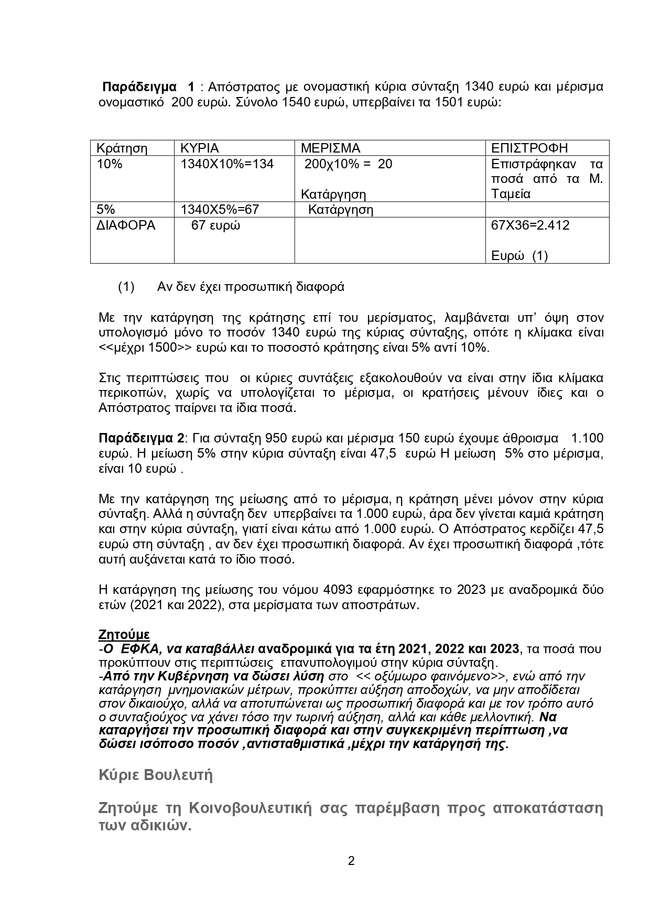 Παράδειγμα 1 : Απόστρατος με ονομαστική κύρια σύνταξη 1340 ευρώ και μέρισμα
ονομαστικό 200 ευρώ. Σύνολο 1540 ευρώ, υπερβαίνει τα 1501 ευρώ:
Κράτηση ΚΥΡΙΑ ΜΕΡΙΣΜΑ ΕΠΙΣΤΡΟΦΗ
10% 1340Χ10%=134 200χ10% = 20 Επιστράφηκαν τα
ποσά από τα Μ.
Κατάργηση Ταμεία
5% 1340Χ5%=67 Κατάργηση
ΔΙΑΦΟΡΑ 67 ευρώ 67Χ36=2.412
Ευρώ (1)
(1) Αν δεν έχει προσωπική διαφορά
Με την κατάργηση της κράτησης επί του μερίσματος, λαμβάνεται υπ’ όψη στον
υπολογισμό μόνο το ποσόν 1340 ευρώ της κύριας σύνταξης, οπότε η κλίμακα είναι
<<μέχρι 1500>> ευρώ και το ποσοστό κράτησης είναι 5% αντί 10%.
Στις περιπτώσεις που οι κύριες συντάξεις εξακολουθούν να είναι στην ίδια κλίμακα
περικοπών, χωρίς να υπολογίζεται το μέρισμα, οι κρατήσεις μένουν ίδιες και ο
Απόστρατος παίρνει τα ίδια ποσά.
Παράδειγμα 2: Για σύνταξη 950 ευρώ και μέρισμα 150 ευρώ έχουμε άθροισμα 1.100
ευρώ. Η μείωση 5% στην κύρια σύνταξη είναι 47,5 ευρώ Η μείωση 5% στο μέρισμα,
είναι 10 ευρώ .
Με την κατάργηση της μείωσης από το μέρισμα, η κράτηση μένει μόνον στην κύρια
σύνταξη. Αλλά η σύνταξη δεν υπερβαίνει τα 1.000 ευρώ, άρα δεν γίνεται καμιά κράτηση
και στην κύρια σύνταξη, γιατί είναι κάτω από 1.000 ευρώ. Ο Απόστρατος κερδίζει 47,5
ευρώ στη σύνταξη , αν δεν έχει προσωπική διαφορά. Αν έχει προσωπική διαφορά ,τότε
αυτή αυξάνεται κατά το ίδιο ποσό.
Η κατάργηση της μείωσης του νόμου 4093 εφαρμόστηκε το 2023 με αναδρομικά δύο
ετών (2021 και 2022), στα μερίσματα των αποστράτων.
Ζητούμε
-Ο ΕΦΚΑ, να καταβάλλει αναδρομικά για τα έτη 2021, 2022 και 2023, τα ποσά που
προκύπτουν στις περιπτώσεις επανυπολογιμού στην κύρια σύνταξη.
-Από την Κυβέρνηση να δώσει λύση στο << οξύμωρο φαινόμενο>>, ενώ από την
κατάργηση μνημονιακών μέτρων, προκύπτει αύξηση αποδοχών, να μην αποδίδεται
στον δικαιούχο, αλλά να αποτυπώνεται ως προσωπική διαφορά και με τον τρόπο αυτό
ο συνταξιούχος να χάνει τόσο την τωρινή αύξηση, αλλά και κάθε μελλοντική. Να
καταργήσει την προσωπική διαφορά και στην συγκεκριμένη περίπτωση ,να
δώσει ισόποσο ποσόν ,αντισταθμιστικά ,μέχρι την κατάργησή της.
Κύριε Βουλευτή
Ζητούμε τη Κοινοβουλευτική σας παρέμβαση προς αποκατάσταση
των αδικιών.
2